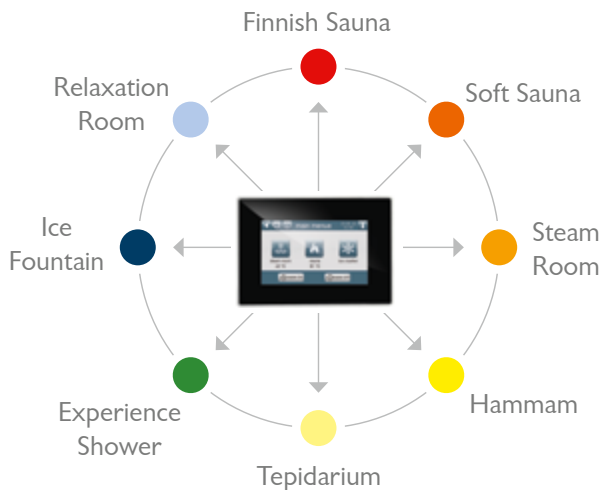 Finnish Sauna
Soft Sauna
Steam
Room
Hammam
Tepidarium
Experience
Shower
Ice
Fountain
Relaxation
Room